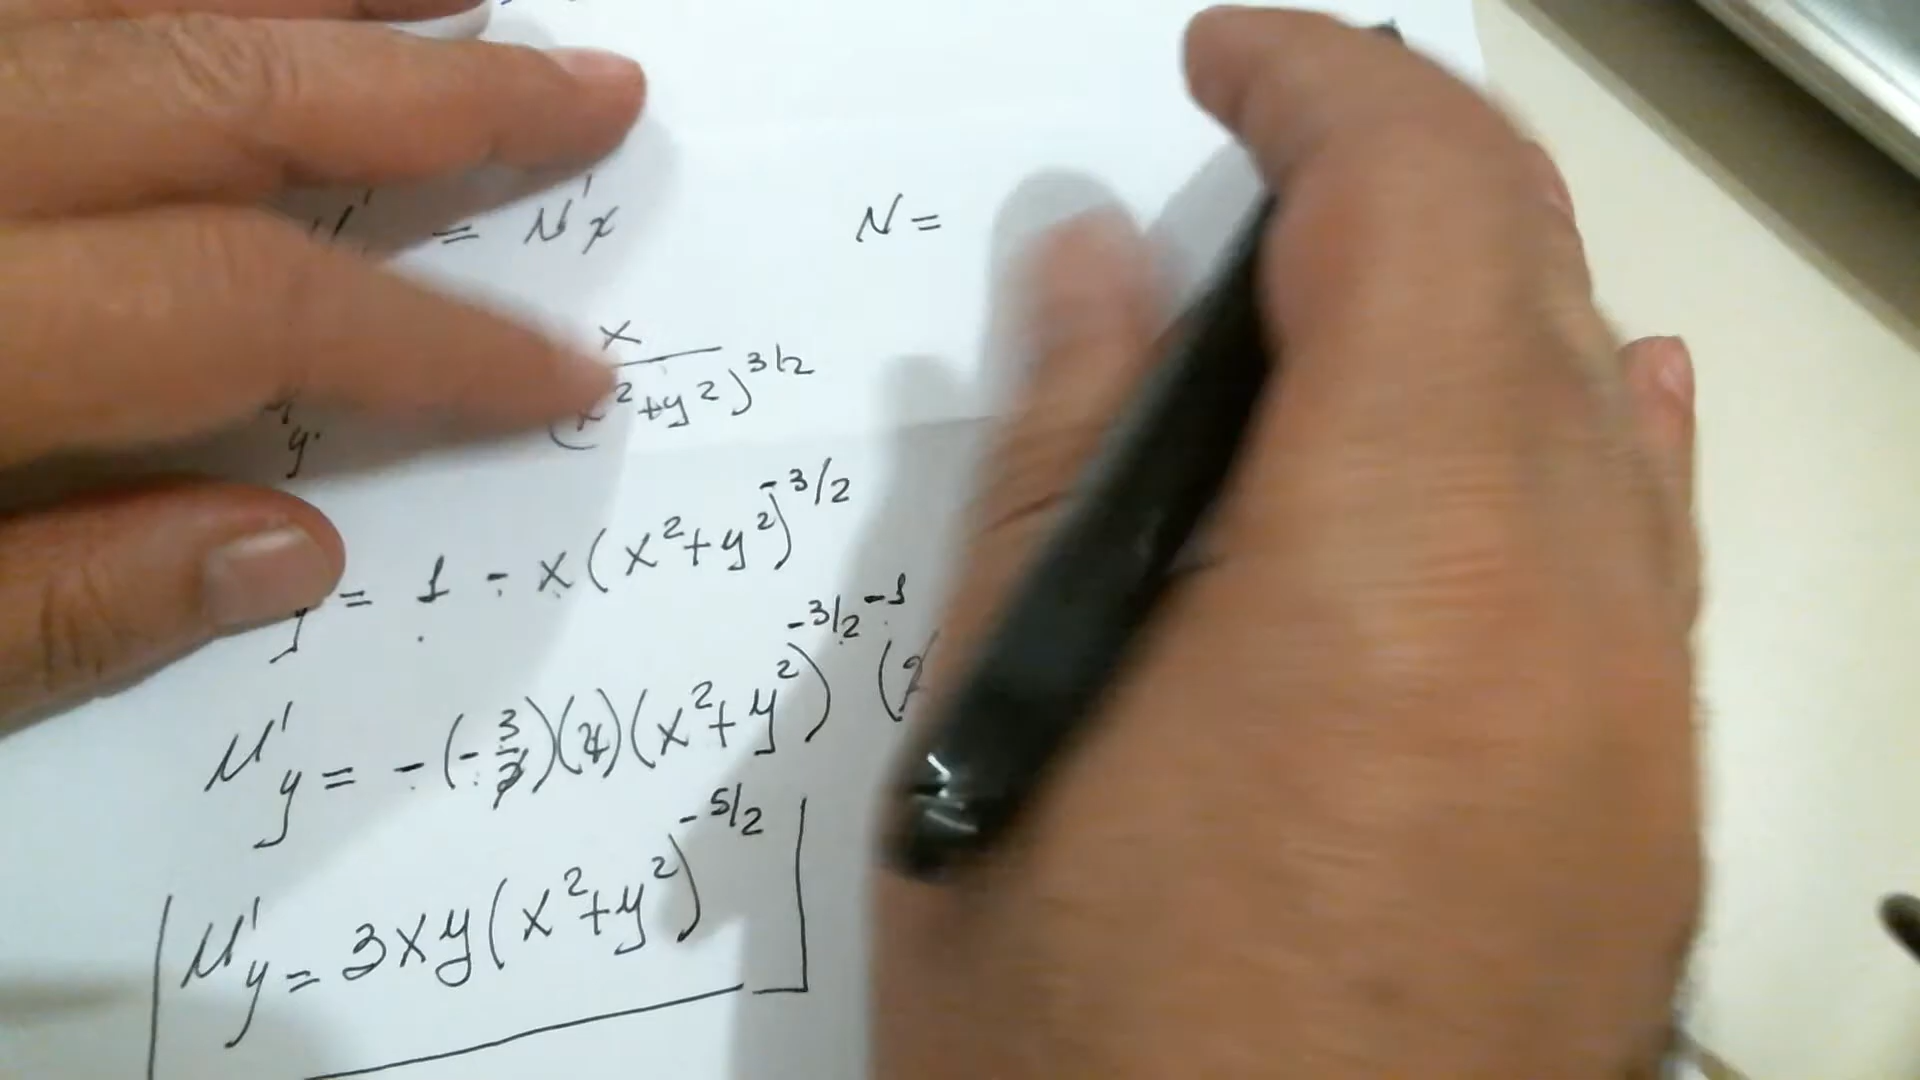 = N'x
N =
x
(x²+y²)^3/2
y = 1 - x(x²+y²)^-3/2
M'y = -(-3/2)(x)(x²+y²)^-3/2-1 (2
M'y = 3xy(x²+y²)^-5/2